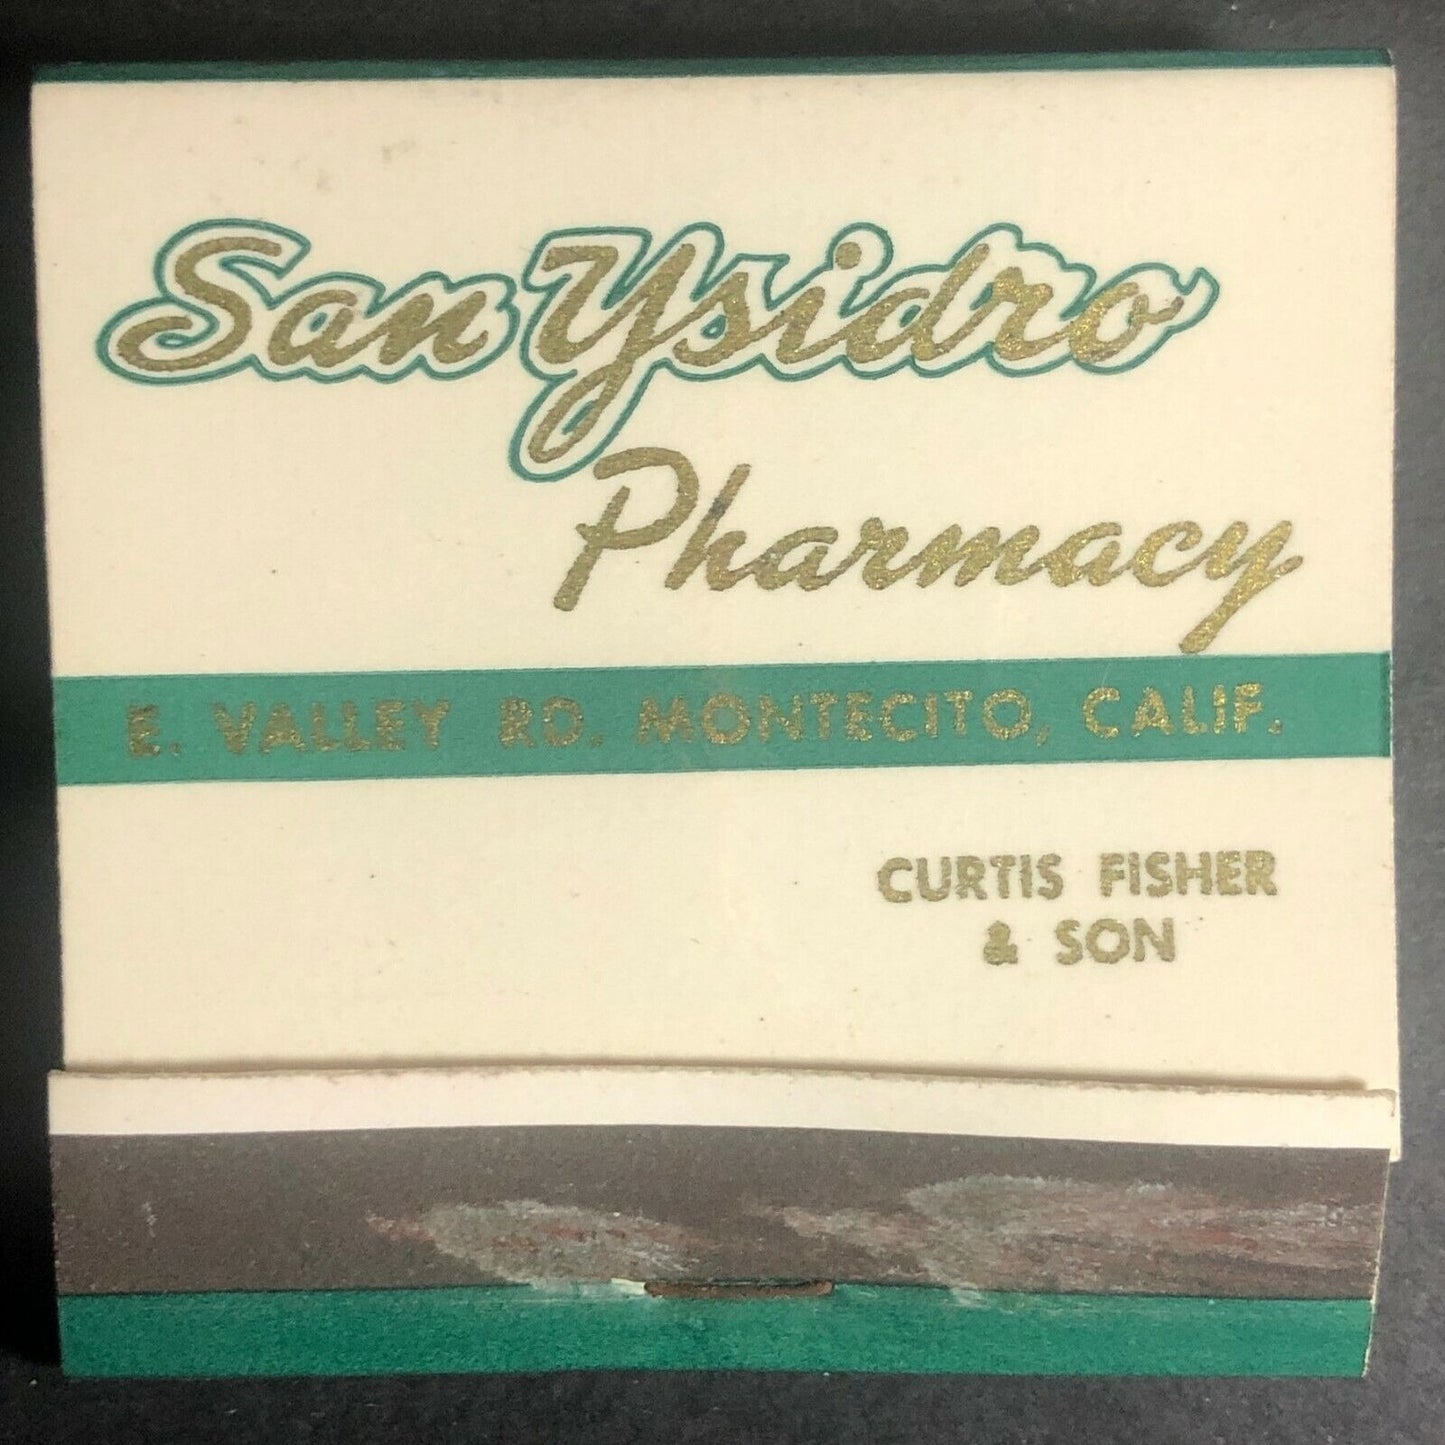 San Ysidro
Pharmacy
E. VALLEY RD. MONTECITO, CALIF.
CURTIS FISHER
& SON